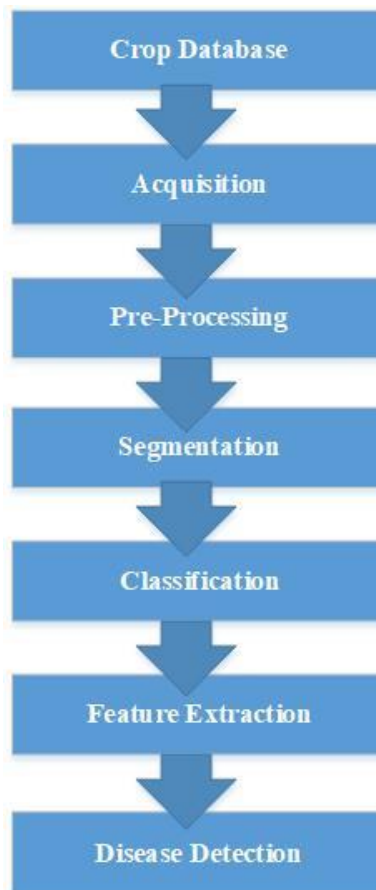 Crop Database
Acquisition
Pre-Processing
Segmentation
Classification
Feature Extraction
Disease Detection